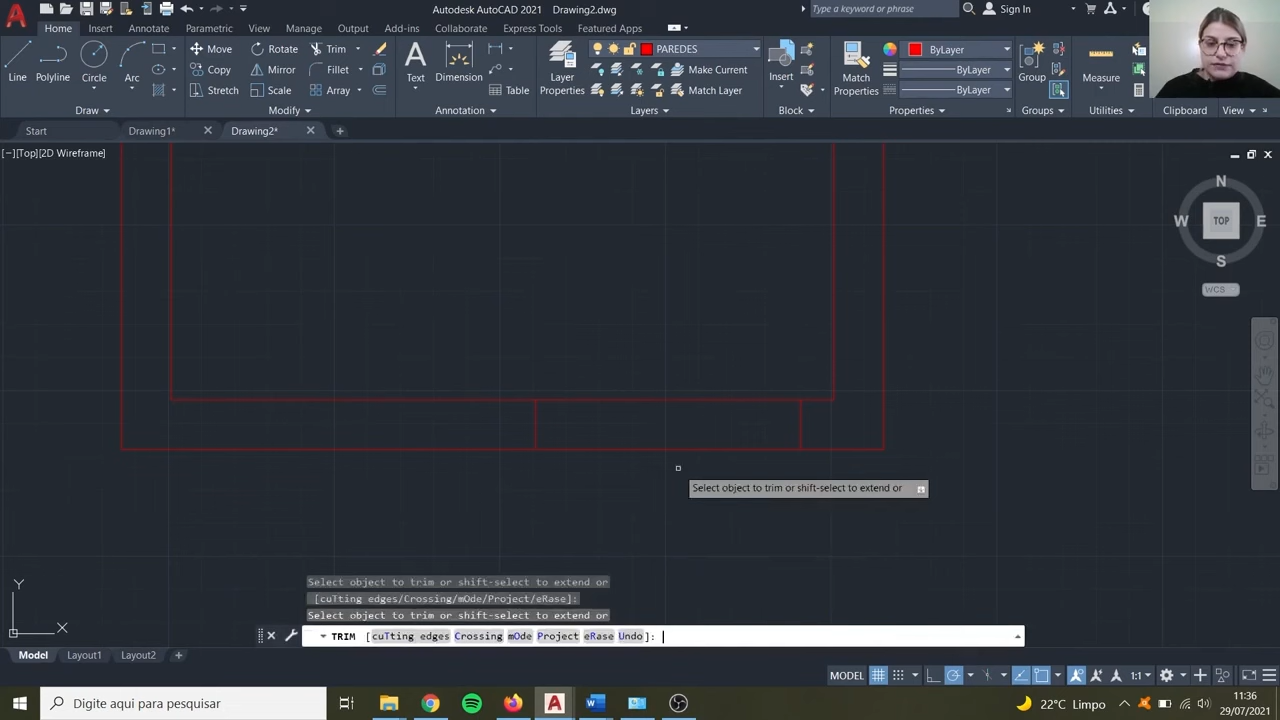 Autodesk AutoCAD 2021 Drawing2.dwg
Type a keyword or phrase
Sign In
Home Insert Annotate Parametric View Manage Output Add-ins Collaborate Express Tools Featured Apps
Line Polyline Circle Arc
Move Rotate Trim
Copy Mirror Fillet
Stretch Scale Array
Text Dimension Table
Layer Properties
PAREDES
Make Current
Match Layer
Insert
Match Properties
ByLayer
ByLayer
ByLayer
Group
Measure
Draw Modify Annotation Layers Block Properties Groups Utilities Clipboard View
Start Drawing1* Drawing2*
[−][Top][2D Wireframe]
N
W TOP E
S
WCS
Select object to trim or shift-select to extend or
Y
X
Select object to trim or shift-select to extend or
[cuTting edges/Crossing/mOde/Project/eRase]:
Select object to trim or shift-select to extend or
TRIM [cuTting edges Crossing mOde Project eRase Undo]:
Model Layout1 Layout2
MODEL 1:1
Digite aqui para pesquisar
22°C Limpo
11:36
29/07/2021